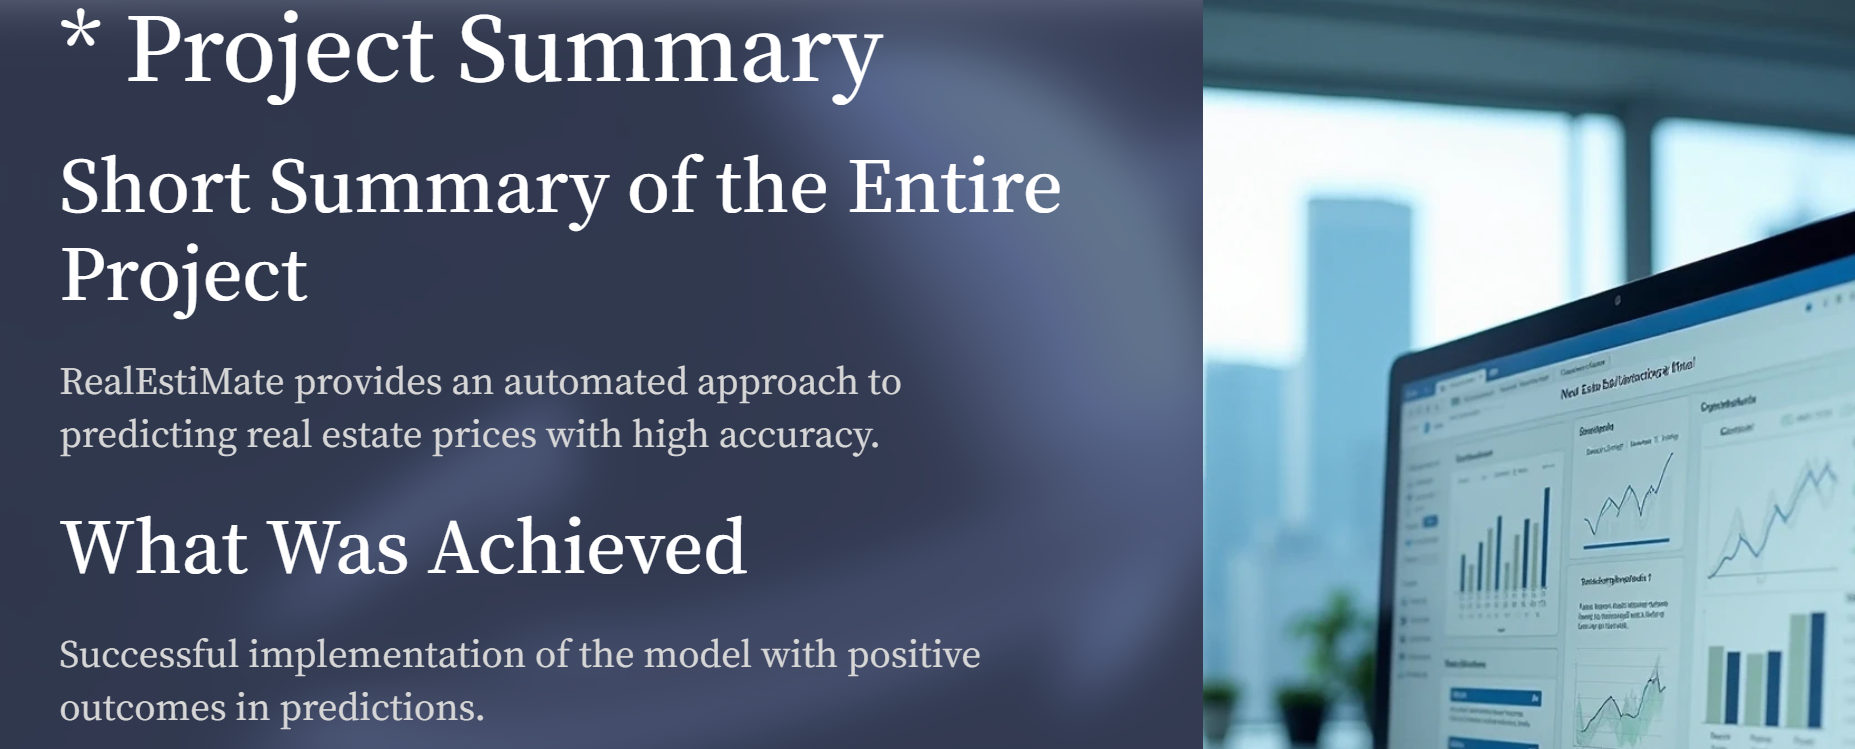 * Project Summary
Short Summary of the Entire
Project
RealEstiMate provides an automated approach to
predicting real estate prices with high accuracy.
What Was Achieved
Successful implementation of the model with positive
outcomes in predictions.